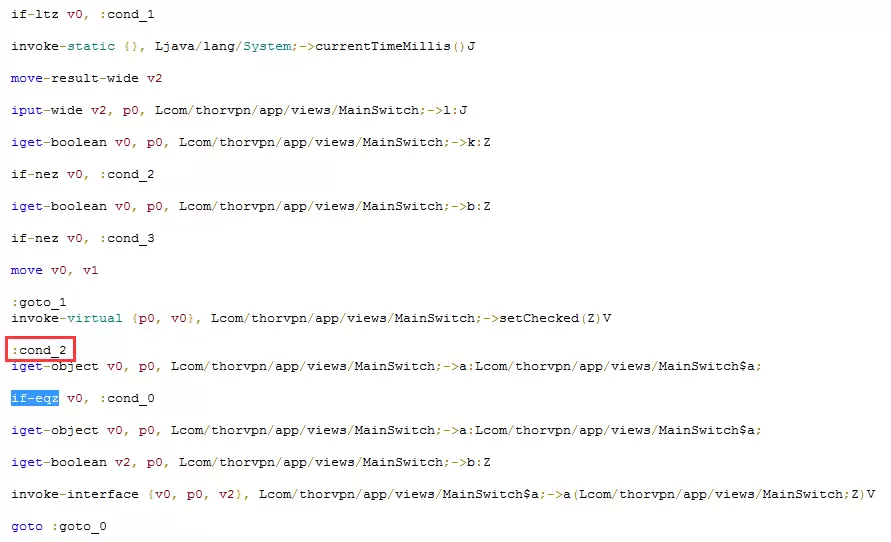 if-ltz v0, :cond_1
invoke-static {}, Ljava/lang/System;->currentTimeMillis()J
move-result-wide v2
iput-wide v2, p0, Lcom/thorvpn/app/views/MainSwitch;->l:J
iget-boolean v0, p0, Lcom/thorvpn/app/views/MainSwitch;->k:Z
if-nez v0, :cond_2
iget-boolean v0, p0, Lcom/thorvpn/app/views/MainSwitch;->b:Z
if-nez v0, :cond_3
move v0, v1
:goto_1
invoke-virtual {p0, v0}, Lcom/thorvpn/app/views/MainSwitch;->setChecked(Z)V
:cond_2
iget-object v0, p0, Lcom/thorvpn/app/views/MainSwitch;->a:Lcom/thorvpn/app/views/MainSwitch$a;
if-eqz v0, :cond_0
iget-object v0, p0, Lcom/thorvpn/app/views/MainSwitch;->a:Lcom/thorvpn/app/views/MainSwitch$a;
iget-boolean v2, p0, Lcom/thorvpn/app/views/MainSwitch;->b:Z
invoke-interface {v0, p0, v2}, Lcom/thorvpn/app/views/MainSwitch$a;->a(Lcom/thorvpn/app/views/MainSwitch;Z)V
goto :goto_0